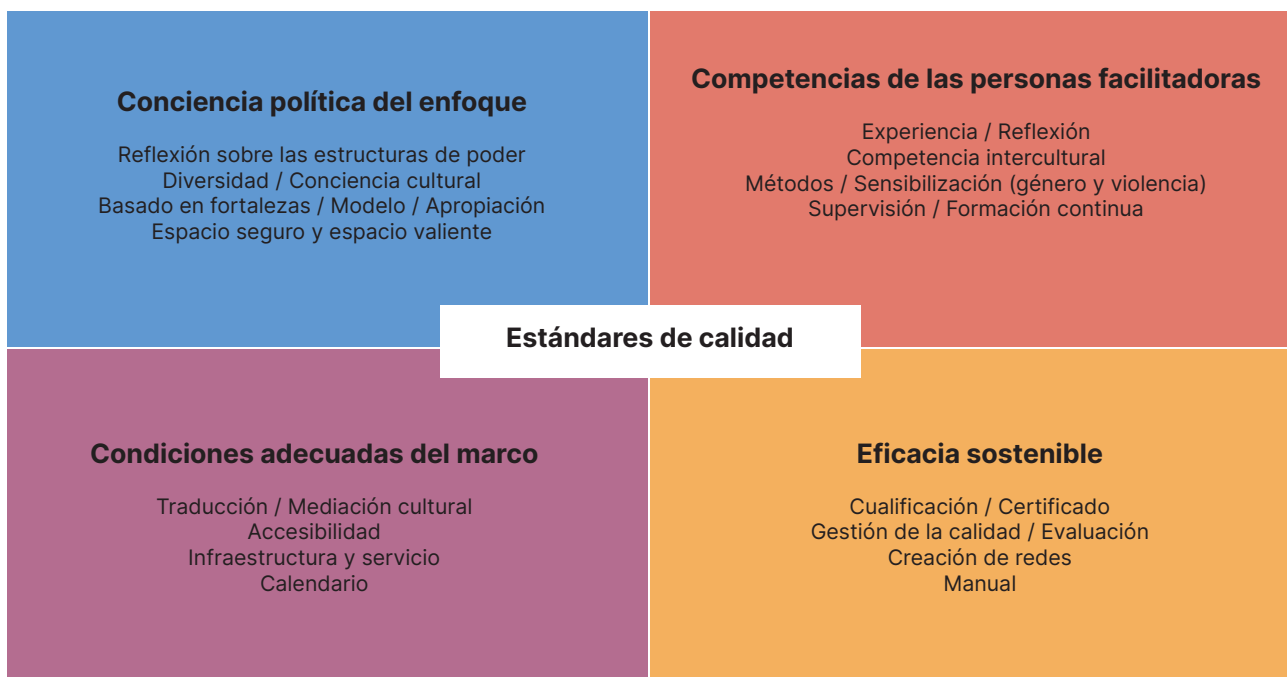 Conciencia política del enfoque
Reflexión sobre las estructuras de poder
Diversidad / Conciencia cultural
Basado en fortalezas / Modelo / Apropiación
Espacio seguro y espacio valiente
Competencias de las personas facilitadoras
Experiencia / Reflexión
Competencia intercultural
Métodos / Sensibilización (género y violencia)
Supervisión / Formación continua
Estándares de calidad
Condiciones adecuadas del marco
Traducción / Mediación cultural
Accesibilidad
Infraestructura y servicio
Calendario
Eficacia sostenible
Cualificación / Certificado
Gestión de la calidad / Evaluación
Creación de redes
Manual